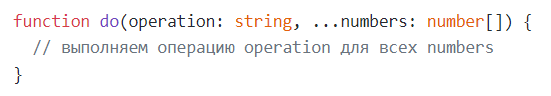 function do(operation: string, ...numbers: number[]) {
// выполняем операцию operation для всех numbers
}